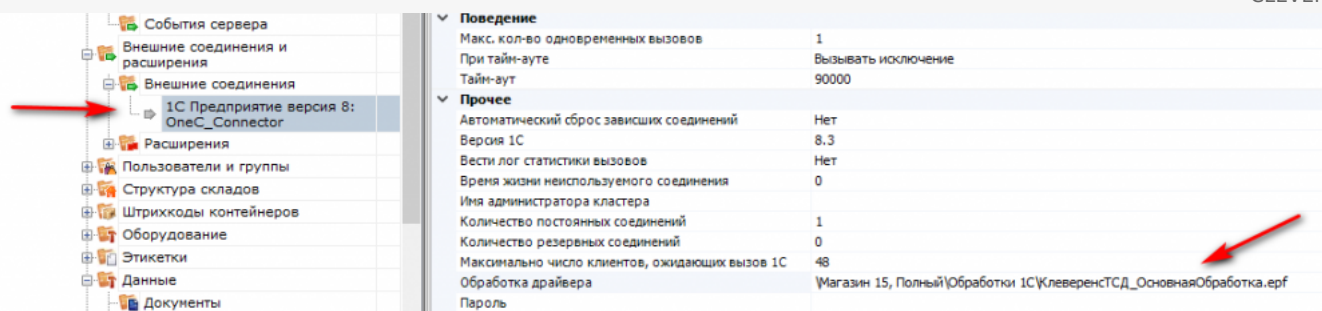 События сервера
Внешние соединения и
расширения
Внешние соединения
1С Предприятие версия 8:
OneC_Connector
Расширения
Пользователи и группы
Структура складов
Штрихкоды контейнеров
Оборудование
Этикетки
Данные
Документы
Поведение
Макс. кол-во одновременных вызовов 1
При тайм-ауте Вызывать исключение
Тайм-аут 90000
Прочее
Автоматический сброс зависших соединений Нет
Версия 1С 8.3
Вести лог статистики вызовов Нет
Время жизни неиспользуемого соединения 0
Имя администратора кластера
Количество постоянных соединений 1
Количество резервных соединений 0
Максимально число клиентов, ожидающих вызов 1С 48
Обработка драйвера \Магазин 15, Полный\Обработки 1С\КлеверенсТСД_ОсновнаяОбработка.epf
Пароль